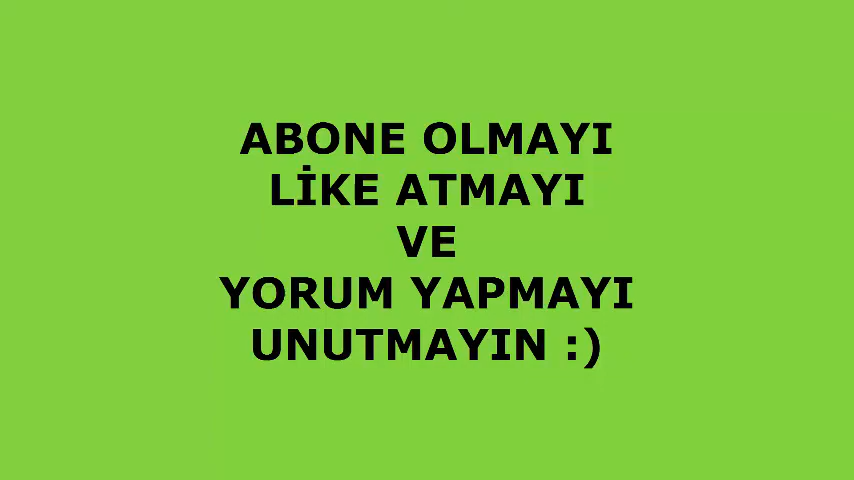 ABONE OLMAYI
LİKE ATMAYI
VE
YORUM YAPMAYI
UNUTMAYIN :)